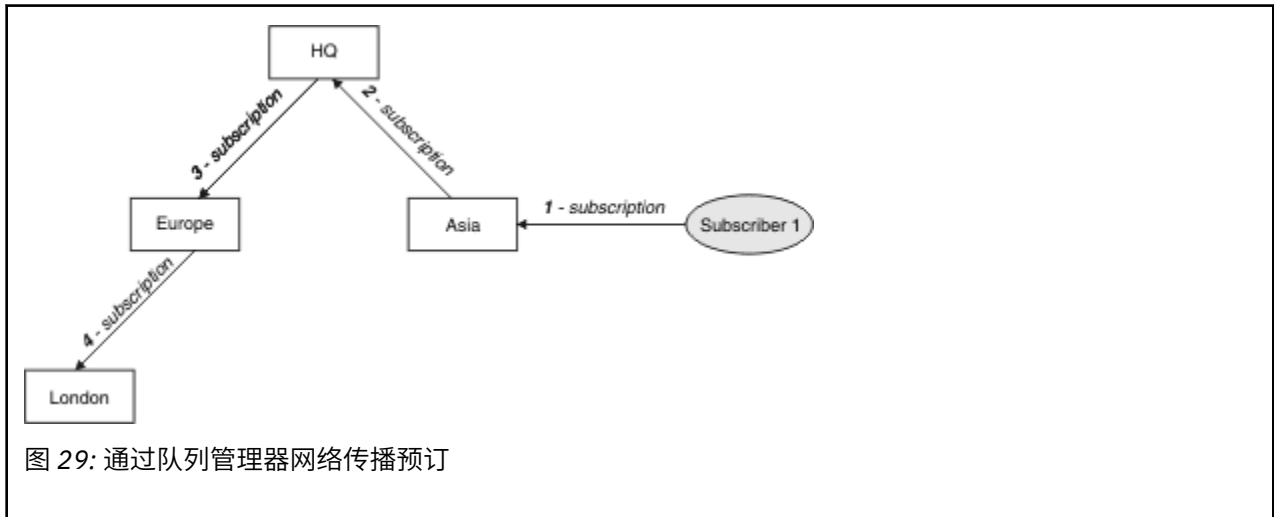 HQ
3 - subscription
2 - subscription
Europe
Asia
1 - subscription
Subscriber 1
4 - subscription
London
图 29: 通过队列管理器网络传播预订